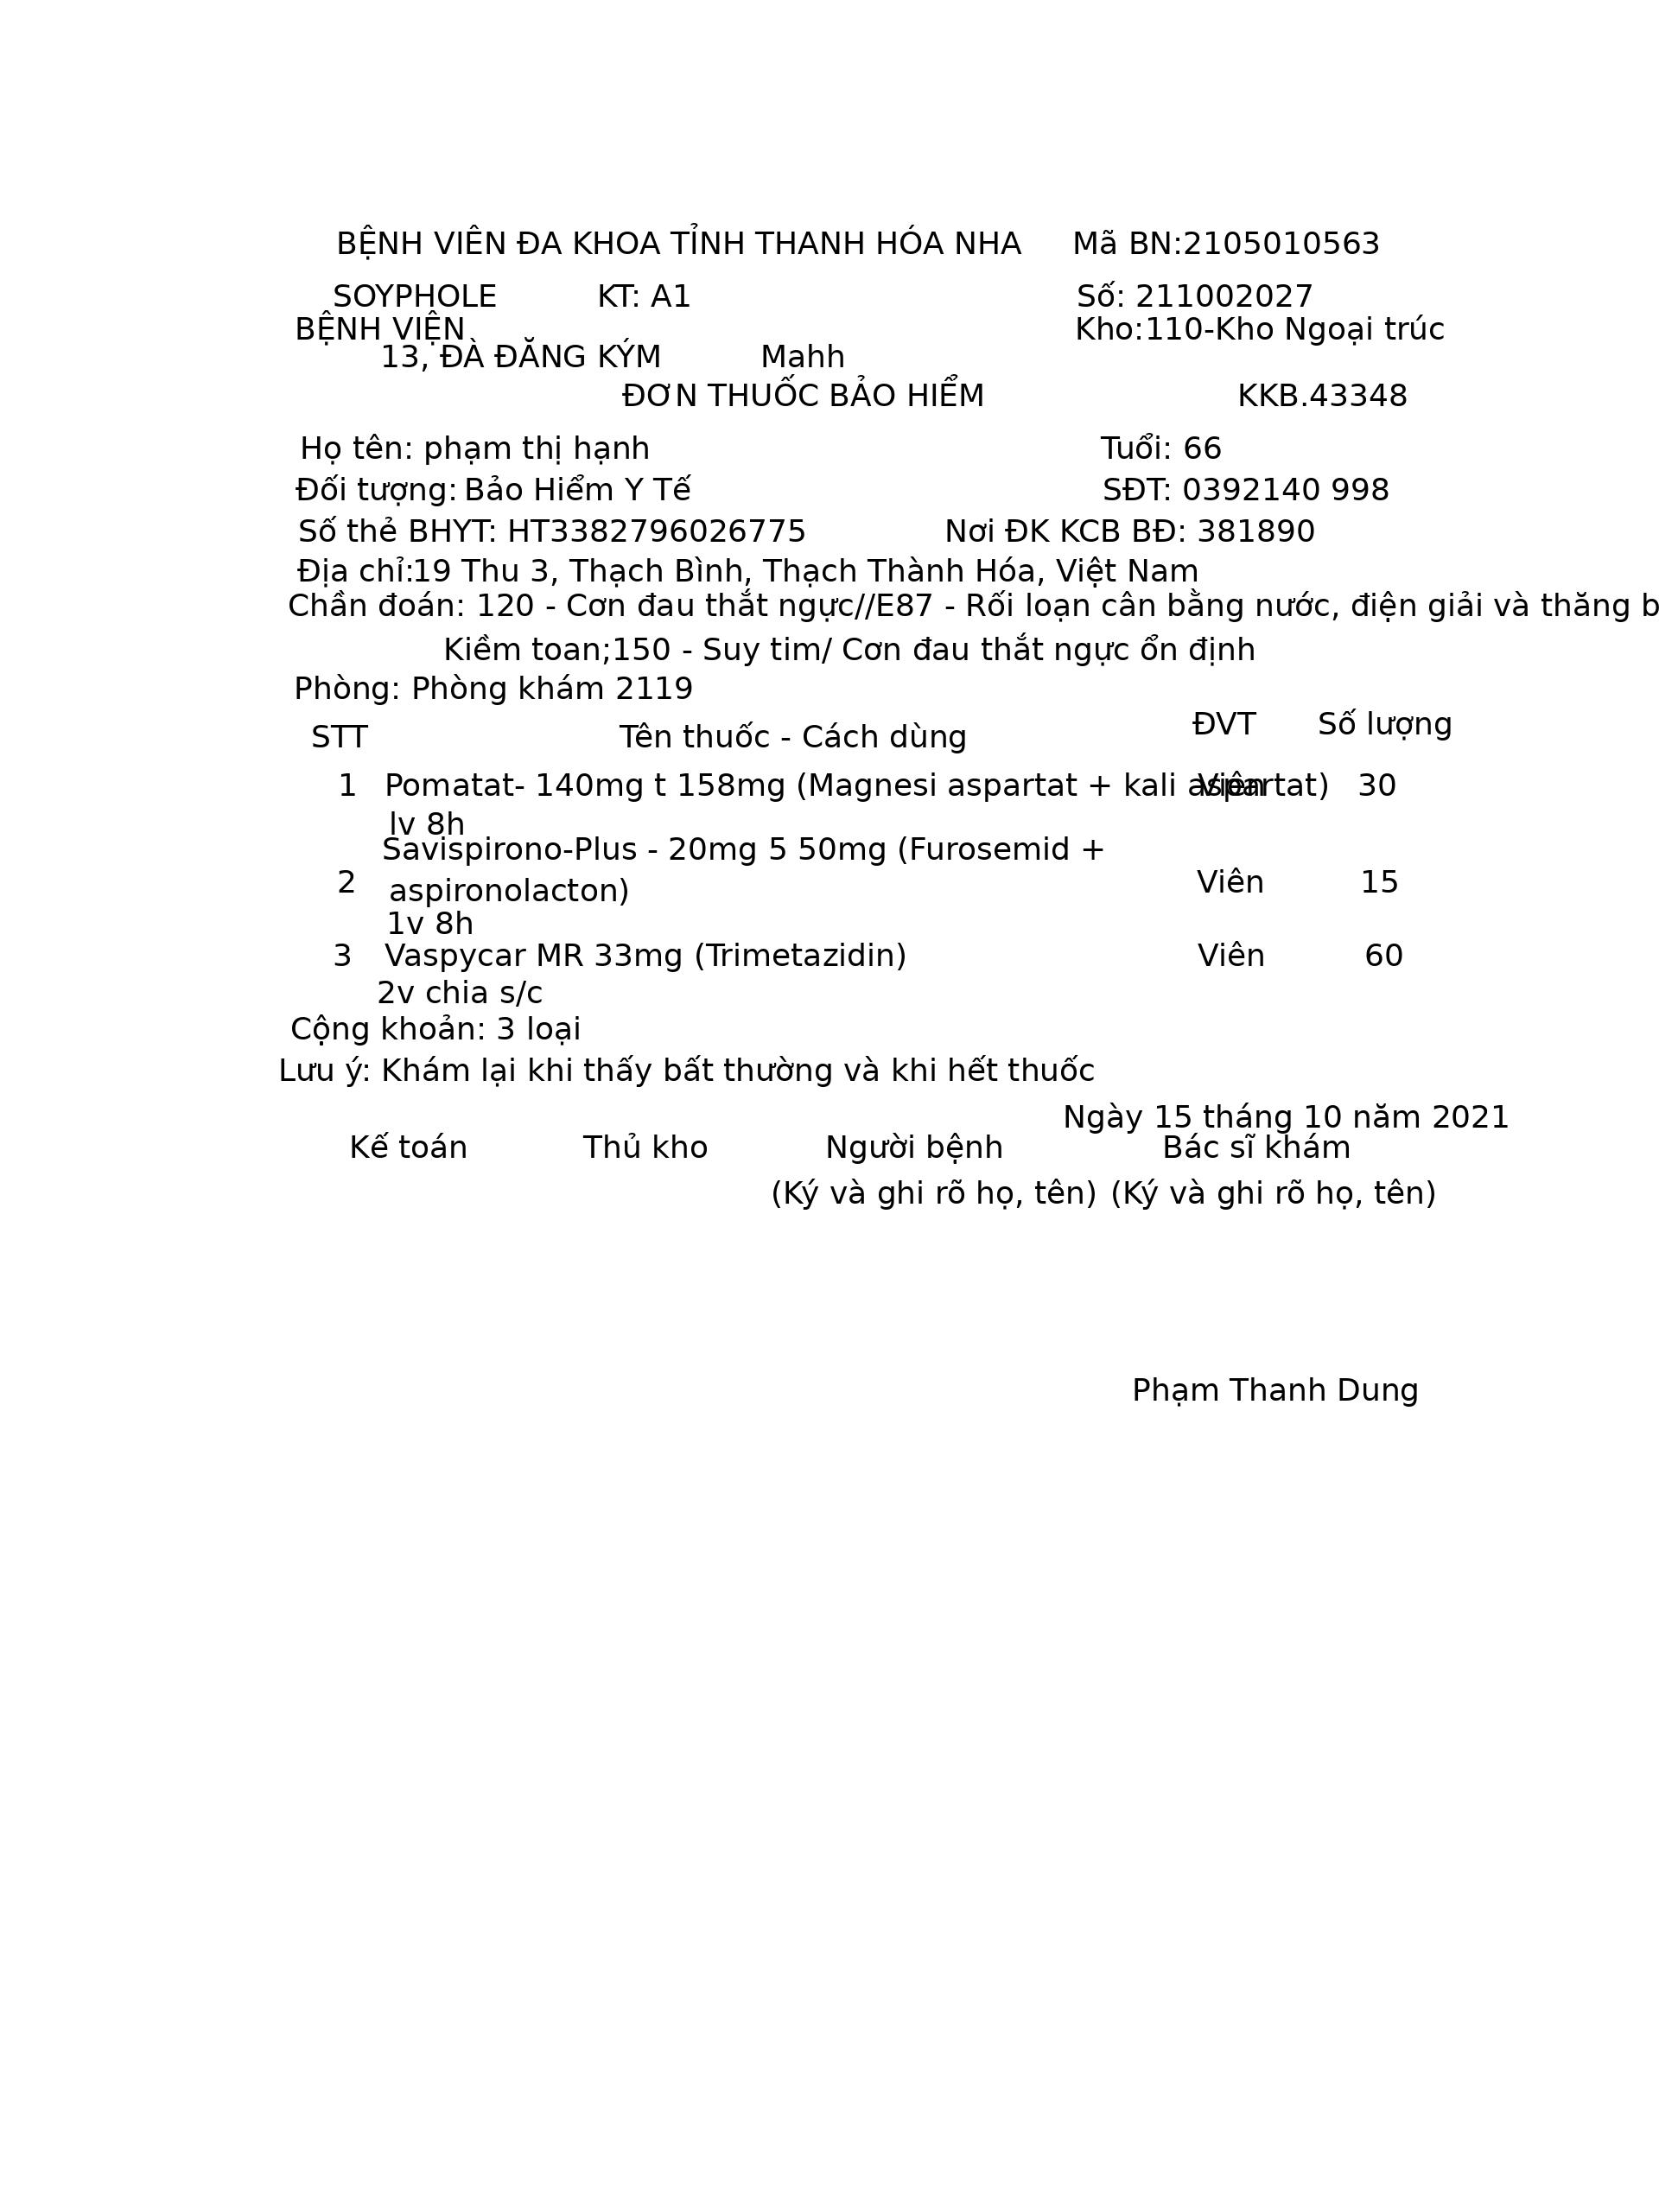 BỆNH VIÊN ĐA KHOA TỈNH THANH HÓA NHA Mã BN:2105010563
SOYPHOLE KT: A1 Số: 211002027
BỆNH VIỆN Kho:110-Kho Ngoại trúc
13, ĐÀ ĐĂNG KÝM Mahh
ĐƠN THUỐC BẢO HIỂM KKB.43348
Họ tên: phạm thị hạnh Tuổi: 66
Đối tượng: Bảo Hiểm Y Tế SĐT: 0392140 998
Số thẻ BHYT: HT3382796026775 Nơi ĐK KCB BĐ: 381890
Địa chỉ:19 Thu 3, Thạch Bình, Thạch Thành Hóa, Việt Nam
Chần đoán: 120 - Cơn đau thắt ngực//E87 - Rối loạn cân bằng nước, điện giải và thăng b
Kiềm toan;150 - Suy tim/ Cơn đau thắt ngực ổn định
Phòng: Phòng khám 2119
STT Tên thuốc - Cách dùng ĐVT Số lượng
1 Pomatat- 140mg t 158mg (Magnesi aspartat + kali aspartat) Viên 30
lv 8h
Savispirono-Plus - 20mg 5 50mg (Furosemid +
2 aspironolacton) Viên 15
1v 8h
3 Vaspycar MR 33mg (Trimetazidin) Viên 60
2v chia s/c
Cộng khoản: 3 loại
Lưu ý: Khám lại khi thấy bất thường và khi hết thuốc
Ngày 15 tháng 10 năm 2021
Kế toán Thủ kho Người bệnh Bác sĩ khám
(Ký và ghi rõ họ, tên) (Ký và ghi rõ họ, tên)
Phạm Thanh Dung